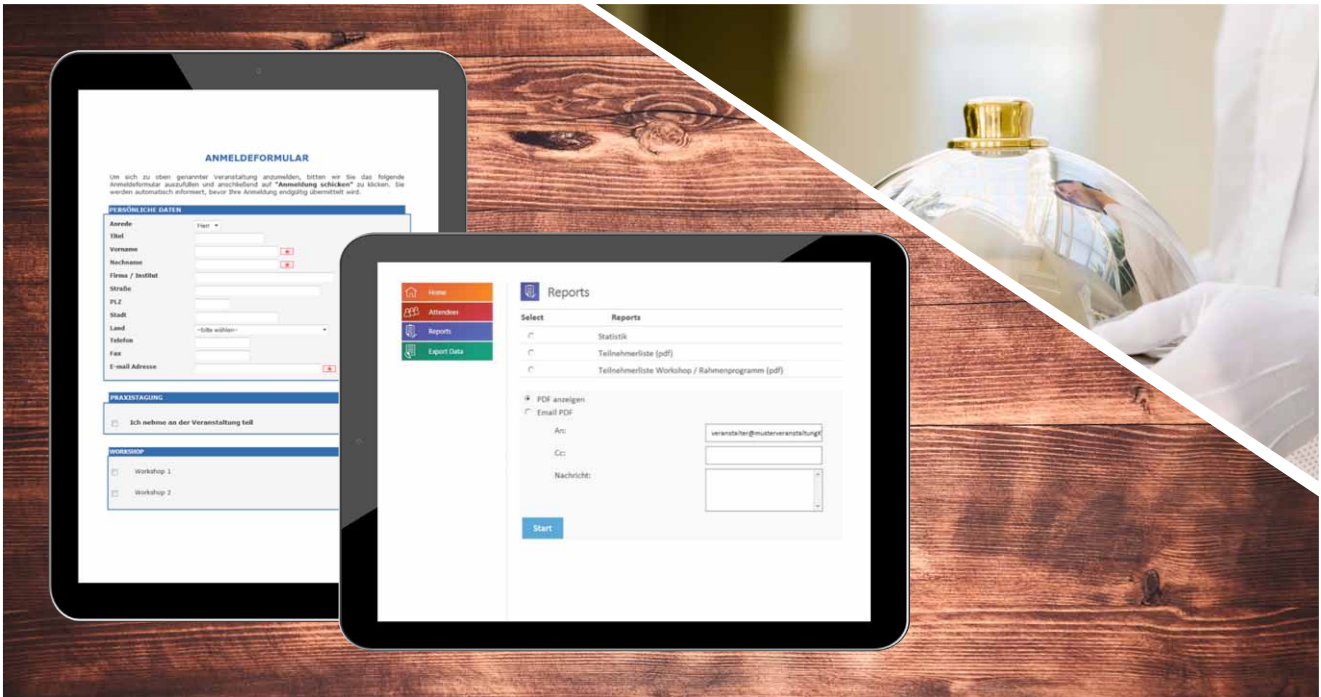 ANMELDEFORMULAR
Um sich zu oben genannter Veranstaltung anzumelden, bitten wir Sie das folgende
Anmeldeformular auszufüllen und anschließend auf "Anmeldung schicken" zu klicken. Sie
werden automatisch informert, bevor Ihre Anmeldung endgültig übermittelt wird.
PERSÖNLICHE DATEN
Anrede Herr
Titel
Vorname
Nachname
Firma / Institut
Straße
PLZ
Stadt
Land ~bitte wählen~
Telefon
Fax
E-mail Adresse
PRAXISTAGUNG
Ich nehme an der Veranstaltung teil
WORKSHOP
Workshop 1
Workshop 2
Home
Attendees
Reports
Export Data
Reports
Select Reports
Statistik
Teilnehmerliste (pdf)
Teilnehmerliste Workshop / Rahmenprogramm (pdf)
PDF anzeigen
Email PDF
An: veranstalter@musterveranstaltung
Cc:
Nachricht:
Start